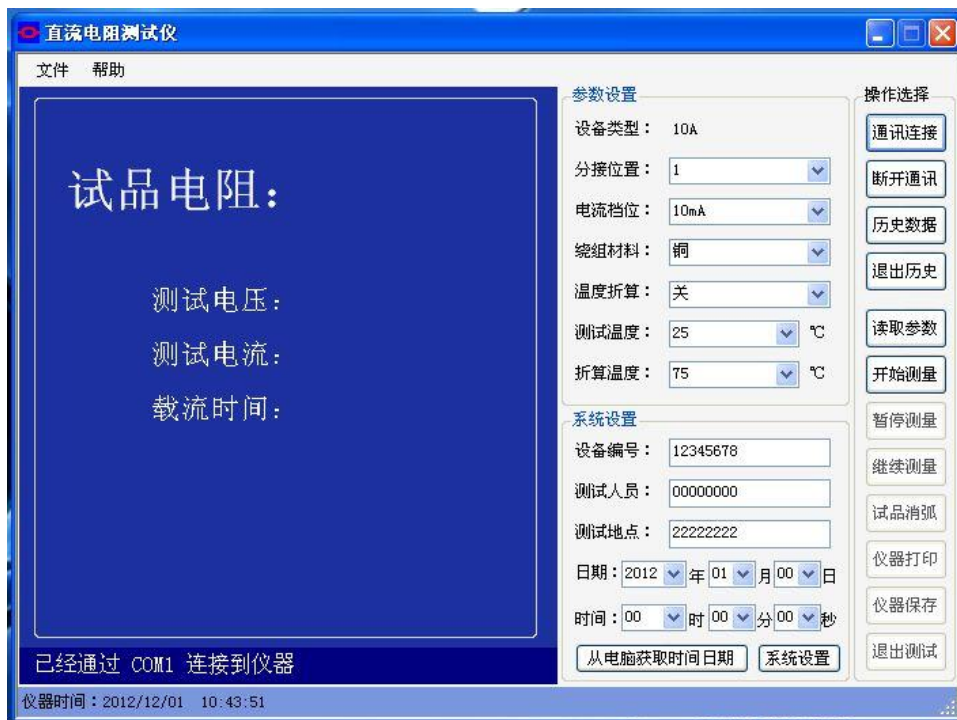 直流电阻测试仪
文件 帮助
试品电阻：
测试电压：
测试电流：
载流时间：
已经通过 COM1 连接到仪器
参数设置
设备类型： 10A
分接位置： 1
电流档位： 10mA
绕组材料： 铜
温度折算： 关
测试温度： 25 ℃
折算温度： 75 ℃
系统设置
设备编号： 12345678
测试人员： 00000000
测试地点： 22222222
日期：2012 年 01 月 00 日
时间：00 时 00 分 00 秒
从电脑获取时间日期 系统设置
操作选择
通讯连接
断开通讯
历史数据
退出历史
读取参数
开始测量
暂停测量
继续测量
试品消弧
仪器打印
仪器保存
退出测试
仪器时间：2012/12/01 10:43:51